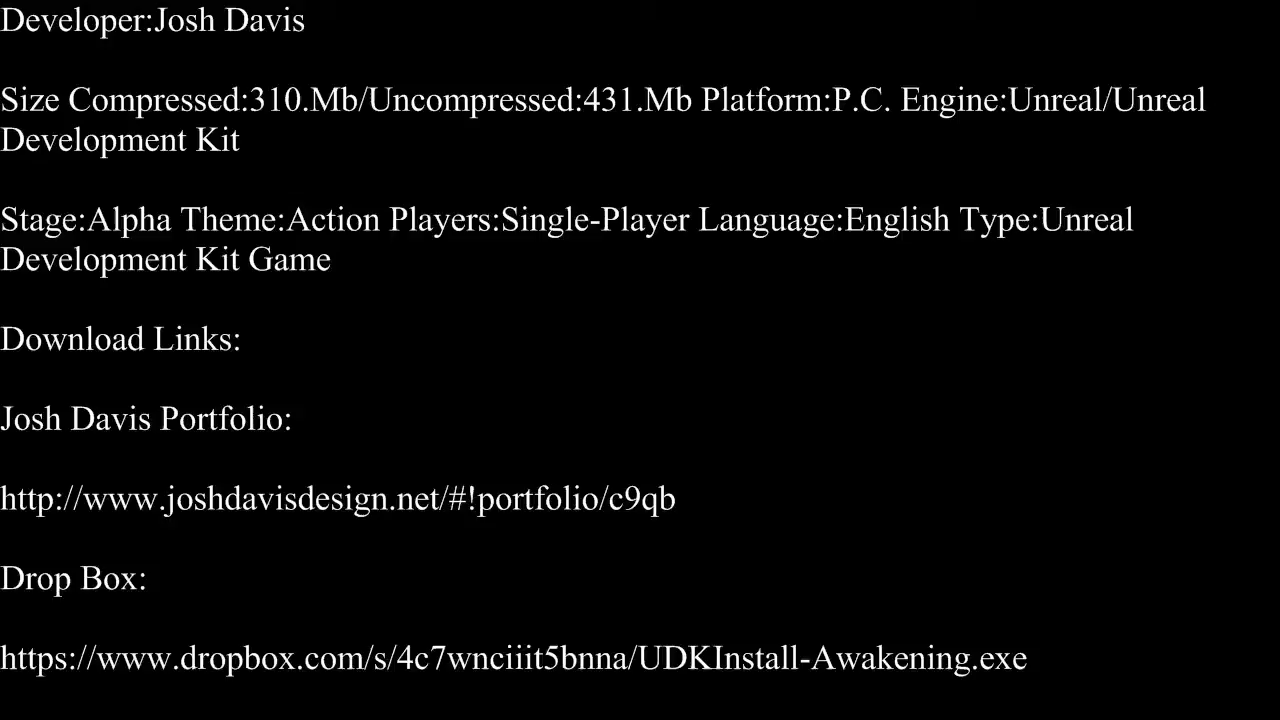 Developer:Josh Davis
Size Compressed:310.Mb/Uncompressed:431.Mb Platform:P.C. Engine:Unreal/Unreal
Development Kit
Stage:Alpha Theme:Action Players:Single-Player Language:English Type:Unreal
Development Kit Game
Download Links:
Josh Davis Portfolio:
http://www.joshdavisdesign.net/#!portfolio/c9qb
Drop Box:
https://www.dropbox.com/s/4c7wnciiit5bnna/UDKInstall-Awakening.exe